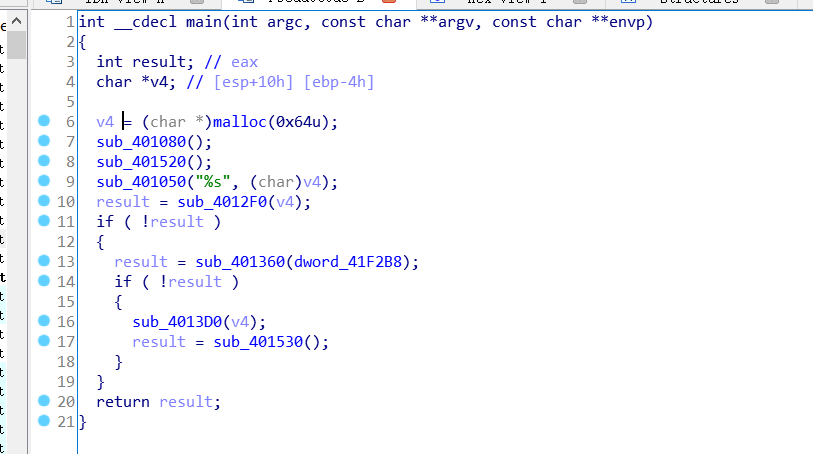 1 int __cdecl main(int argc, const char **argv, const char **envp)
2 {
3   int result; // eax
4   char *v4; // [esp+10h] [ebp-4h]
5
6   v4 = (char *)malloc(0x64u);
7   sub_401080();
8   sub_401520();
9   sub_401050("%s", (char)v4);
10   result = sub_4012F0(v4);
11   if ( !result )
12   {
13     result = sub_401360(dword_41F2B8);
14     if ( !result )
15     {
16       sub_4013D0(v4);
17       result = sub_401530();
18     }
19   }
20   return result;
21 }